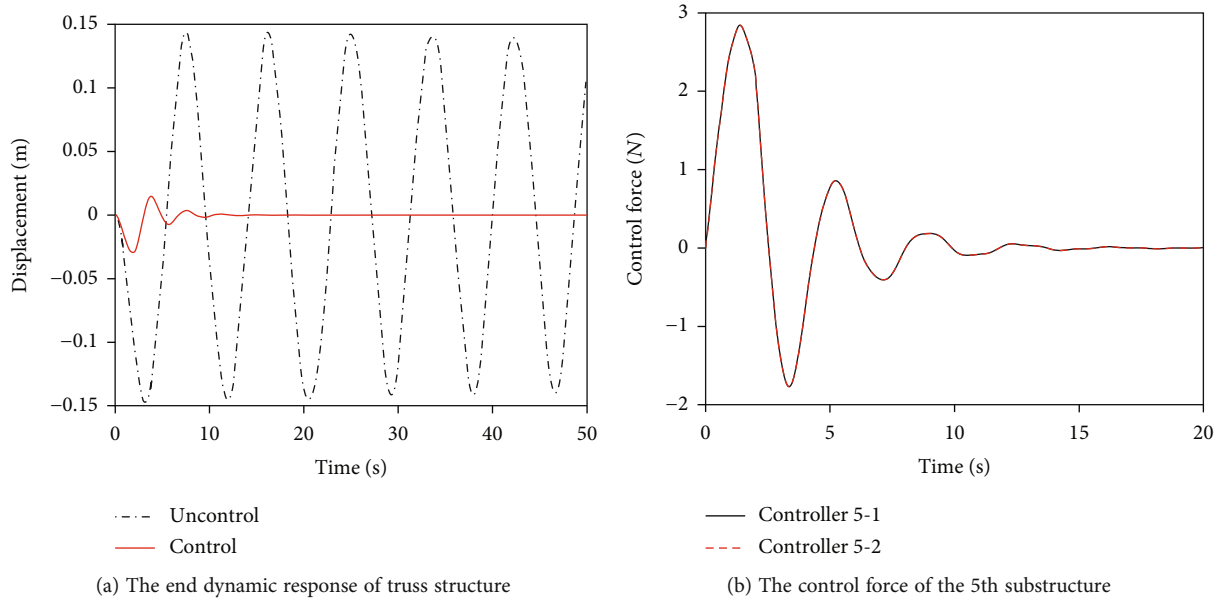 Displacement (m)
0.15
0.1
0.05
0
−0.05
−0.1
−0.15
0
10
20
30
40
50
Time (s)
Uncontrol
Control
(a) The end dynamic response of truss structure
Control force (N)
3
2
1
0
−1
−2
0
5
10
15
20
Time (s)
Controller 5-1
Controller 5-2
(b) The control force of the 5th substructure